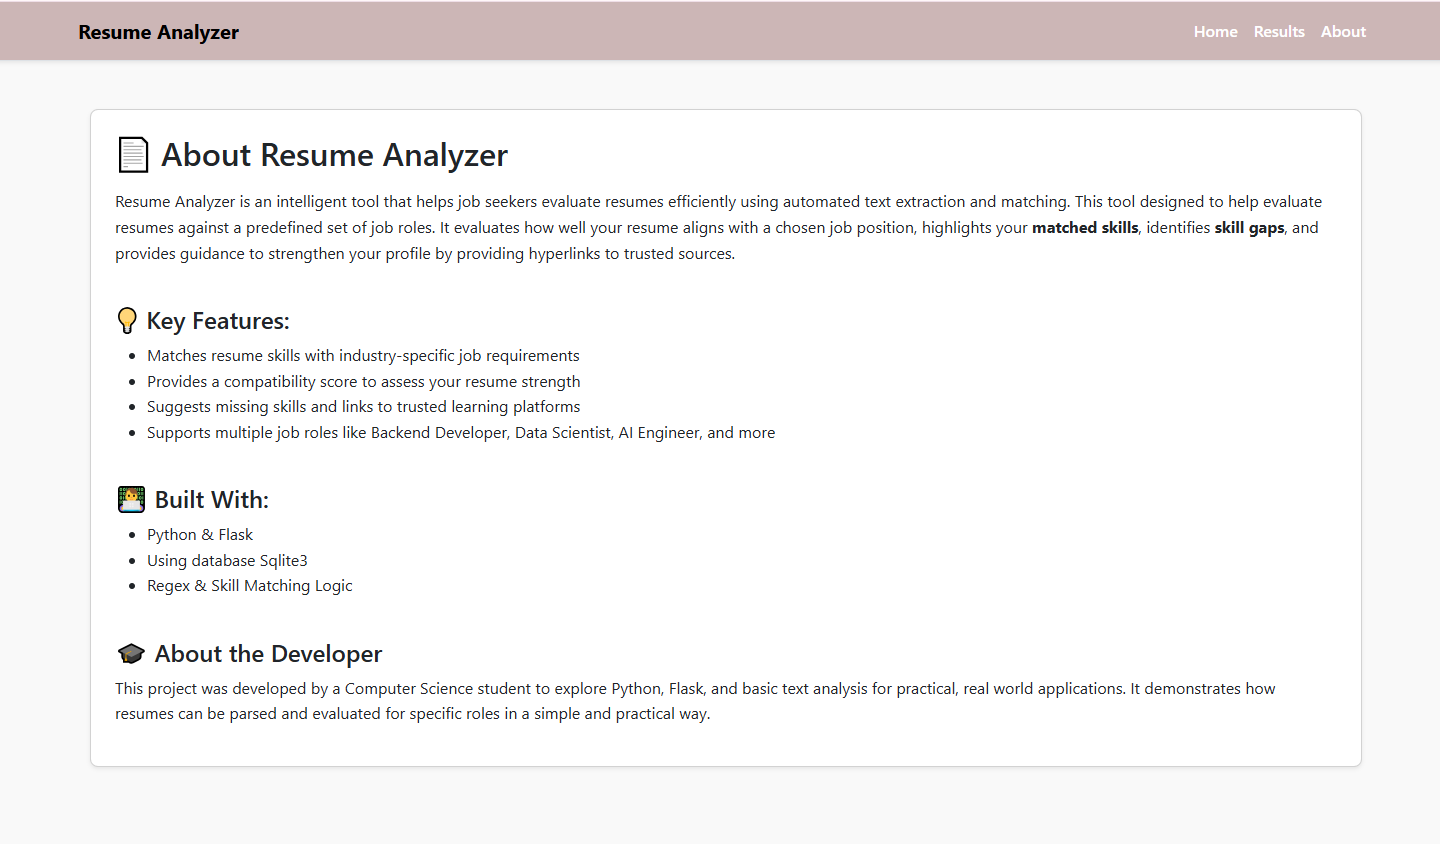 Resume Analyzer
Home Results About
About Resume Analyzer
Resume Analyzer is an intelligent tool that helps job seekers evaluate resumes efficiently using automated text extraction and matching. This tool designed to help evaluate
resumes against a predefined set of job roles. It evaluates how well your resume aligns with a chosen job position, highlights your matched skills, identifies skill gaps, and
provides guidance to strengthen your profile by providing hyperlinks to trusted sources.
Key Features:
Matches resume skills with industry-specific job requirements
Provides a compatibility score to assess your resume strength
Suggests missing skills and links to trusted learning platforms
Supports multiple job roles like Backend Developer, Data Scientist, AI Engineer, and more
Built With:
Python & Flask
Using database Sqlite3
Regex & Skill Matching Logic
About the Developer
This project was developed by a Computer Science student to explore Python, Flask, and basic text analysis for practical, real world applications. It demonstrates how
resumes can be parsed and evaluated for specific roles in a simple and practical way.